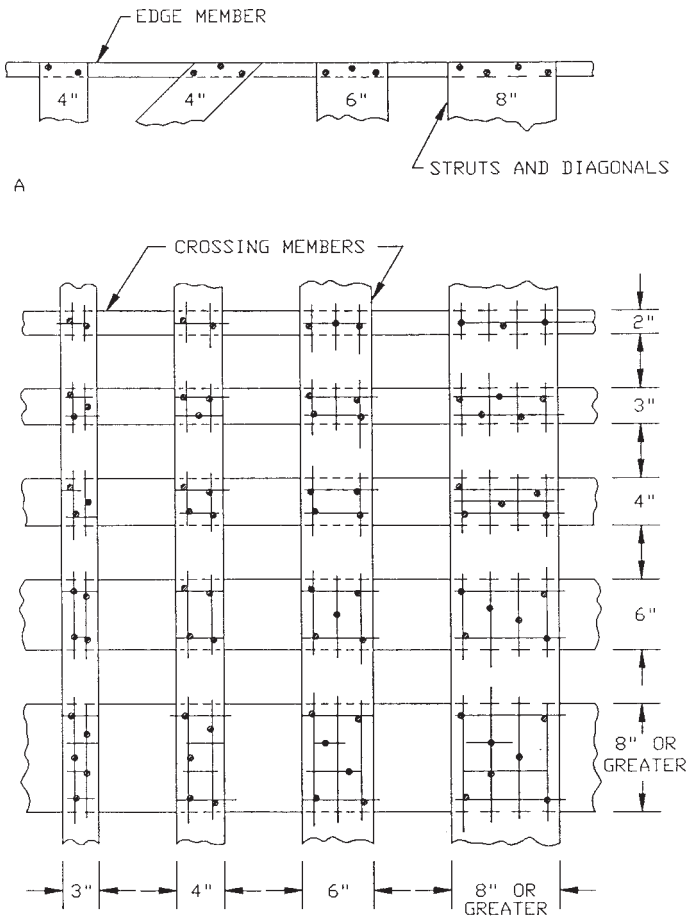 EDGE MEMBER
4" 4" 6" 8"
STRUTS AND DIAGONALS
A
CROSSING MEMBERS
2"
3"
4"
6"
8" OR
GREATER
3" 4" 6" 8" OR
GREATER